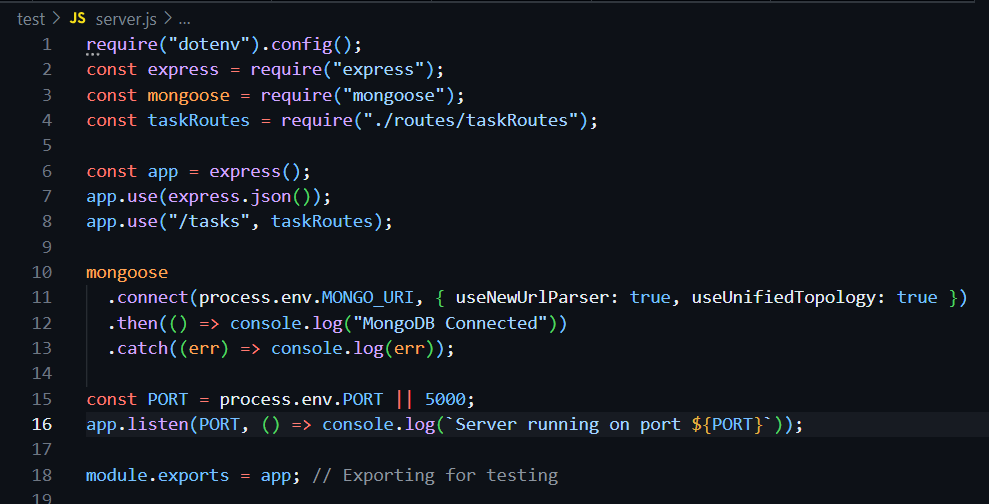 test > JS server.js > ...
1 require("dotenv").config();
2 const express = require("express");
3 const mongoose = require("mongoose");
4 const taskRoutes = require("./routes/taskRoutes");
5
6 const app = express();
7 app.use(express.json());
8 app.use("/tasks", taskRoutes);
9
10 mongoose
11   .connect(process.env.MONGO_URI, { useNewUrlParser: true, useUnifiedTopology: true })
12   .then(() => console.log("MongoDB Connected"))
13   .catch((err) => console.log(err));
14
15 const PORT = process.env.PORT || 5000;
16 app.listen(PORT, () => console.log(`Server running on port ${PORT}`));
17
18 module.exports = app; // Exporting for testing
19